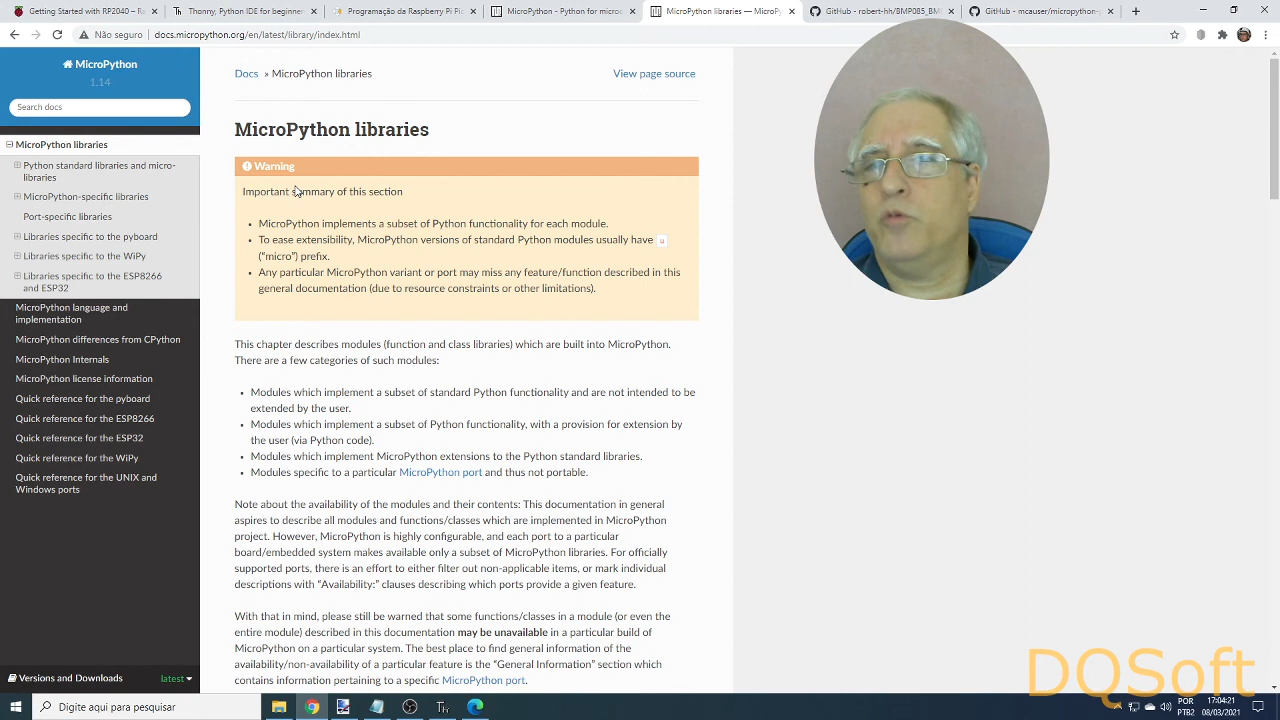 Getting Started with RP2040 – Ra
Thonny, Python IDE for beginners
Programação da Raspberry Pi Pic
MicroPython - Python for microco
MicroPython libraries — MicroPy
GitHub - robert-hh/BMP085_BM
GitHub - mcauser/micropython-p
Não seguro | docs.micropython.org/en/latest/library/index.html
MicroPython
1.14
Search docs
MicroPython libraries
Python standard libraries and micro-
libraries
MicroPython-specific libraries
Port-specific libraries
Libraries specific to the pyboard
Libraries specific to the WiPy
Libraries specific to the ESP8266
and ESP32
MicroPython language and
implementation
MicroPython differences from CPython
MicroPython Internals
MicroPython license information
Quick reference for the pyboard
Quick reference for the ESP8266
Quick reference for the ESP32
Quick reference for the WiPy
Quick reference for the UNIX and
Windows ports
Versions and Downloads
latest
Docs » MicroPython libraries
View page source
MicroPython libraries
Warning
Important summary of this section
MicroPython implements a subset of Python functionality for each module.
To ease extensibility, MicroPython versions of standard Python modules usually have u
(“micro”) prefix.
Any particular MicroPython variant or port may miss any feature/function described in this
general documentation (due to resource constraints or other limitations).
This chapter describes modules (function and class libraries) which are built into MicroPython.
There are a few categories of such modules:
Modules which implement a subset of standard Python functionality and are not intended to be
extended by the user.
Modules which implement a subset of Python functionality, with a provision for extension by
the user (via Python code).
Modules which implement MicroPython extensions to the Python standard libraries.
Modules specific to a particular MicroPython port and thus not portable.
Note about the availability of the modules and their contents: This documentation in general
aspires to describe all modules and functions/classes which are implemented in MicroPython
project. However, MicroPython is highly configurable, and each port to a particular
board/embedded system makes available only a subset of MicroPython libraries. For officially
supported ports, there is an effort to either filter out non-applicable items, or mark individual
descriptions with “Availability:” clauses describing which ports provide a given feature.
With that in mind, please still be warned that some functions/classes in a module (or even the
entire module) described in this documentation may be unavailable in a particular build of
MicroPython on a particular system. The best place to find general information of the
availability/non-availability of a particular feature is the “General Information” section which
contains information pertaining to a specific MicroPython port.
DQSoft
Digite aqui para pesquisar
POR
PTB2
17:04:21
08/03/2021